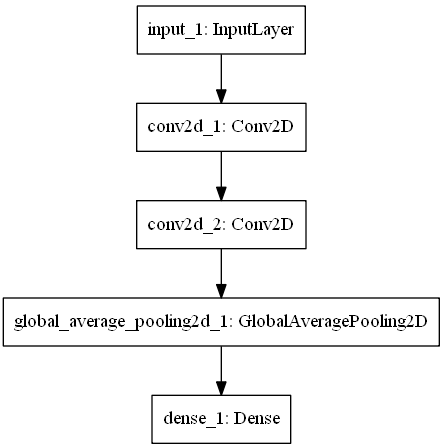 input_1: InputLayer
conv2d_1: Conv2D
conv2d_2: Conv2D
global_average_pooling2d_1: GlobalAveragePooling2D
dense_1: Dense